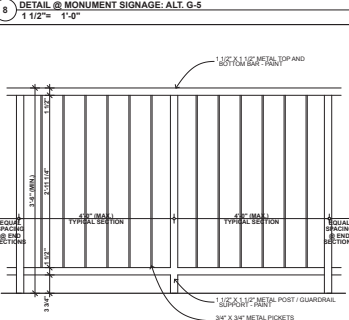 8
DETAIL @ MONUMENT SIGNAGE: ALT. G-5
1 1/2"= 1'-0"
1 1/2" X 1 1/2" METAL TOP AND
BOTTOM BAR - PAINT
1 1/2"
3'-6" (MIN.)
2'-11 1/4"
EQUAL
SPACING
@ END
SECTIONS
4'-0" (MAX.)
TYPICAL SECTION
4'-0" (MAX.)
TYPICAL SECTION
EQUAL
SPACING
@ END
SECTIONS
1 1/2"
3 3/4"
1 1/2" X 1 1/2" METAL POST / GUARDRAIL
SUPPORT - PAINT
3/4" X 3/4" METAL PICKETS